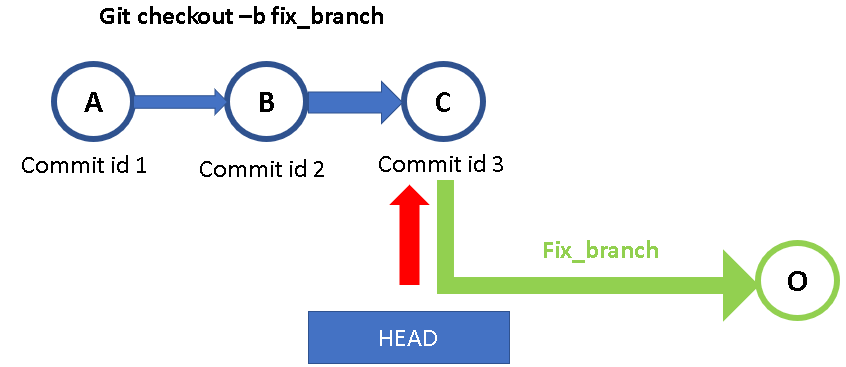 Git checkout –b fix_branch
A
B
C
Commit id 1
Commit id 2
Commit id 3
Fix_branch
O
HEAD